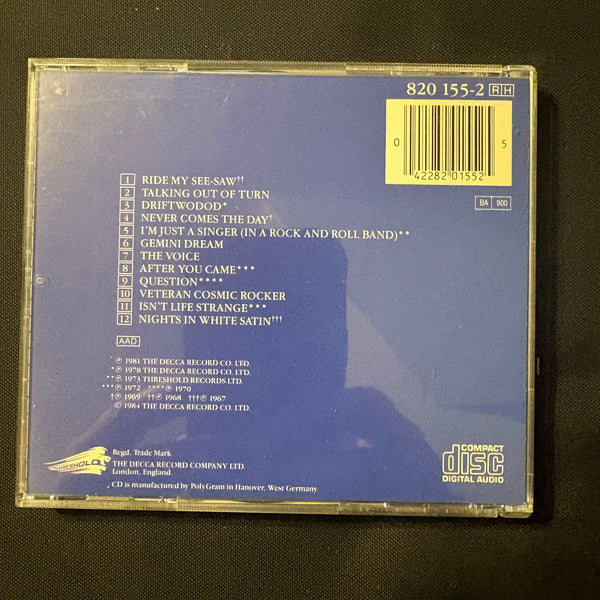 820 155-2 RH
0 42282 01552 5
BA 900
1 RIDE MY SEE-SAW††
2 TALKING OUT OF TURN
3 DRIFTWODOD*
4 NEVER COMES THE DAY†
5 I'M JUST A SINGER (IN A ROCK AND ROLL BAND)**
6 GEMINI DREAM
7 THE VOICE
8 AFTER YOU CAME***
9 QUESTION****
10 VETERAN COSMIC ROCKER
11 ISN'T LIFE STRANGE***
12 NIGHTS IN WHITE SATIN†††
AAD
℗ 1981 THE DECCA RECORD CO. LTD.
*℗ 1978 THE DECCA RECORD CO. LTD.
**℗ 1973 THRESHOLD RECORDS LTD.
***℗ 1972 ****℗ 1970
†℗ 1969 ††℗ 1968 †††℗ 1967
© 1984 THE DECCA RECORD CO. LTD.
THRESHOLD
Regd. Trade Mark
THE DECCA RECORD COMPANY LTD.
London, England.
CD is manufactured by PolyGram in Hanover, West Germany.
COMPACT
disc
DIGITAL AUDIO